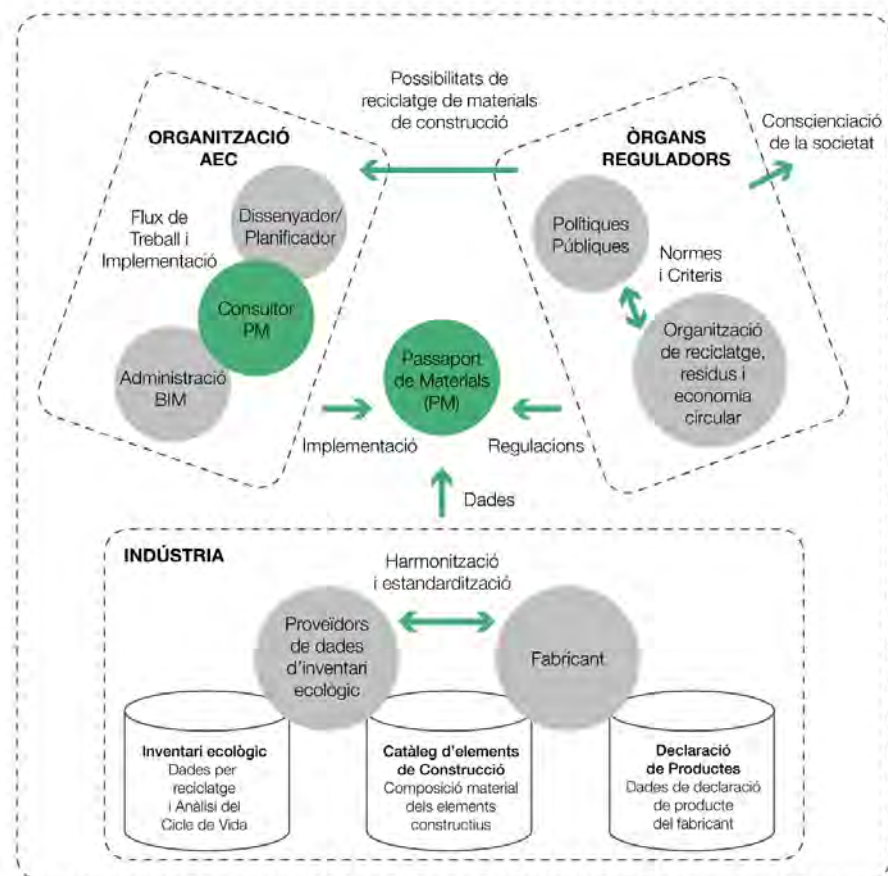 Possibilitats de
reciclatge de materials
de construcció
ORGANITZACIÓ
AEC
ÒRGANS
REGULADORS
Conscienciació
de la societat
Flux de
Treball i
Implementació
Dissenyador/
Planificador
Consultor
PM
Administració
BIM
Polítiques
Públiques
Normes
i Criteris
Organització
de reciclatge,
residus i
economia
circular
Passaport
de Materials
(PM)
Implementació
Regulacions
Dades
INDÚSTRIA
Harmonització
i estandardització
Proveïdors
de dades
d'inventari
ecològic
Fabricant
Inventari ecològic
Dades per
reciclatge
i Anàlisi del
Cicle de Vida
Catàleg d'elements
de Construcció
Composició material
dels elements
constructius
Declaració
de Productes
Dades de declaració
de producte
del fabricant